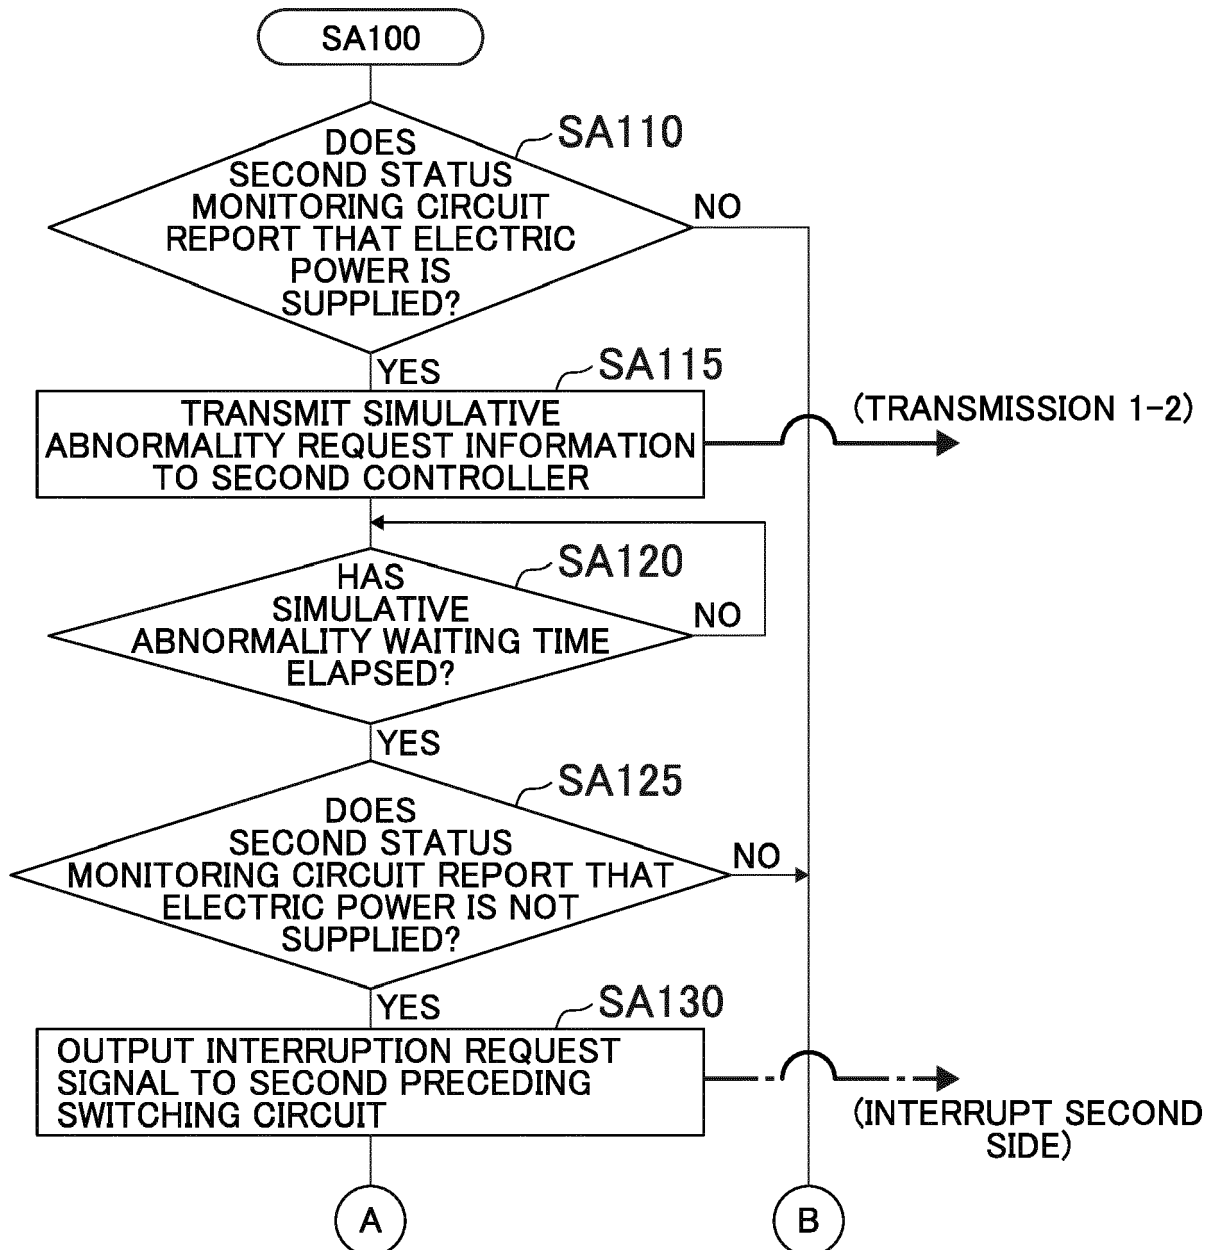 SA100
SA110
DOES
SECOND STATUS
MONITORING CIRCUIT
REPORT THAT ELECTRIC
POWER IS
SUPPLIED?
NO
YES
SA115
TRANSMIT SIMULATIVE
ABNORMALITY REQUEST INFORMATION
TO SECOND CONTROLLER
(TRANSMISSION 1-2)
SA120
HAS
SIMULATIVE
ABNORMALITY WAITING TIME
ELAPSED?
NO
YES
SA125
DOES
SECOND STATUS
MONITORING CIRCUIT REPORT THAT
ELECTRIC POWER IS NOT
SUPPLIED?
NO
YES
SA130
OUTPUT INTERRUPTION REQUEST
SIGNAL TO SECOND PRECEDING
SWITCHING CIRCUIT
(INTERRUPT SECOND
SIDE)
A
B